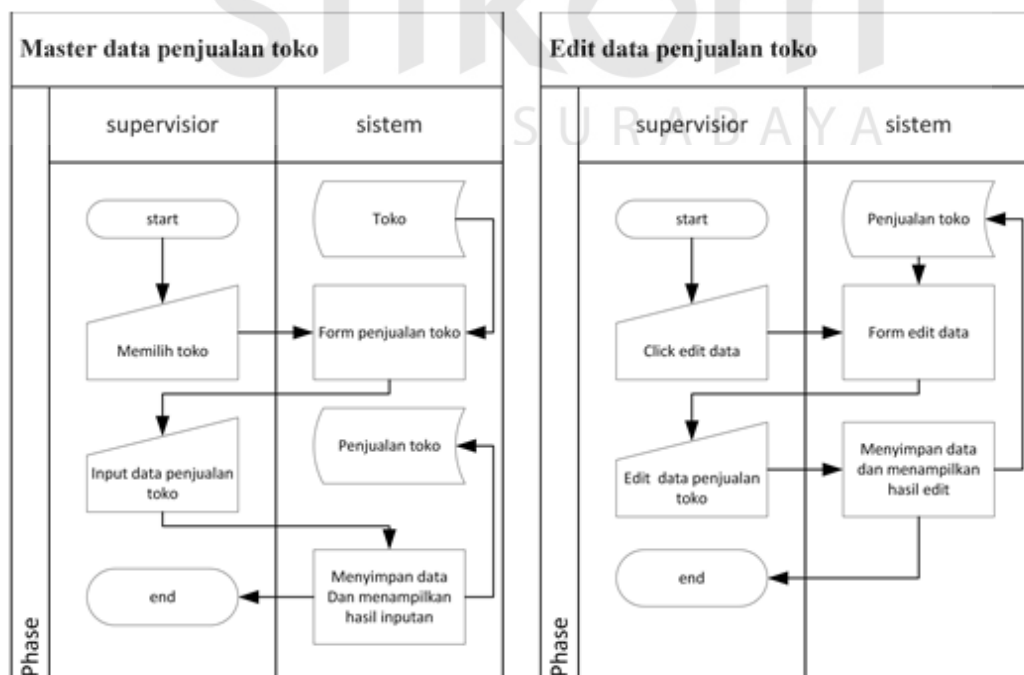 Master data penjualan toko
supervisior
sistem
start
Toko
Memilih toko
Form penjualan toko
Input data penjualan
toko
Penjualan toko
Menyimpan data
Dan menampilkan
hasil inputan
end
Phase
Edit data penjualan toko
SURABAYA
supervisior
sistem
start
Penjualan toko
Click edit data
Form edit data
Edit data penjualan
toko
Menyimpan data
dan menampilkan
hasil edit
end
Phase